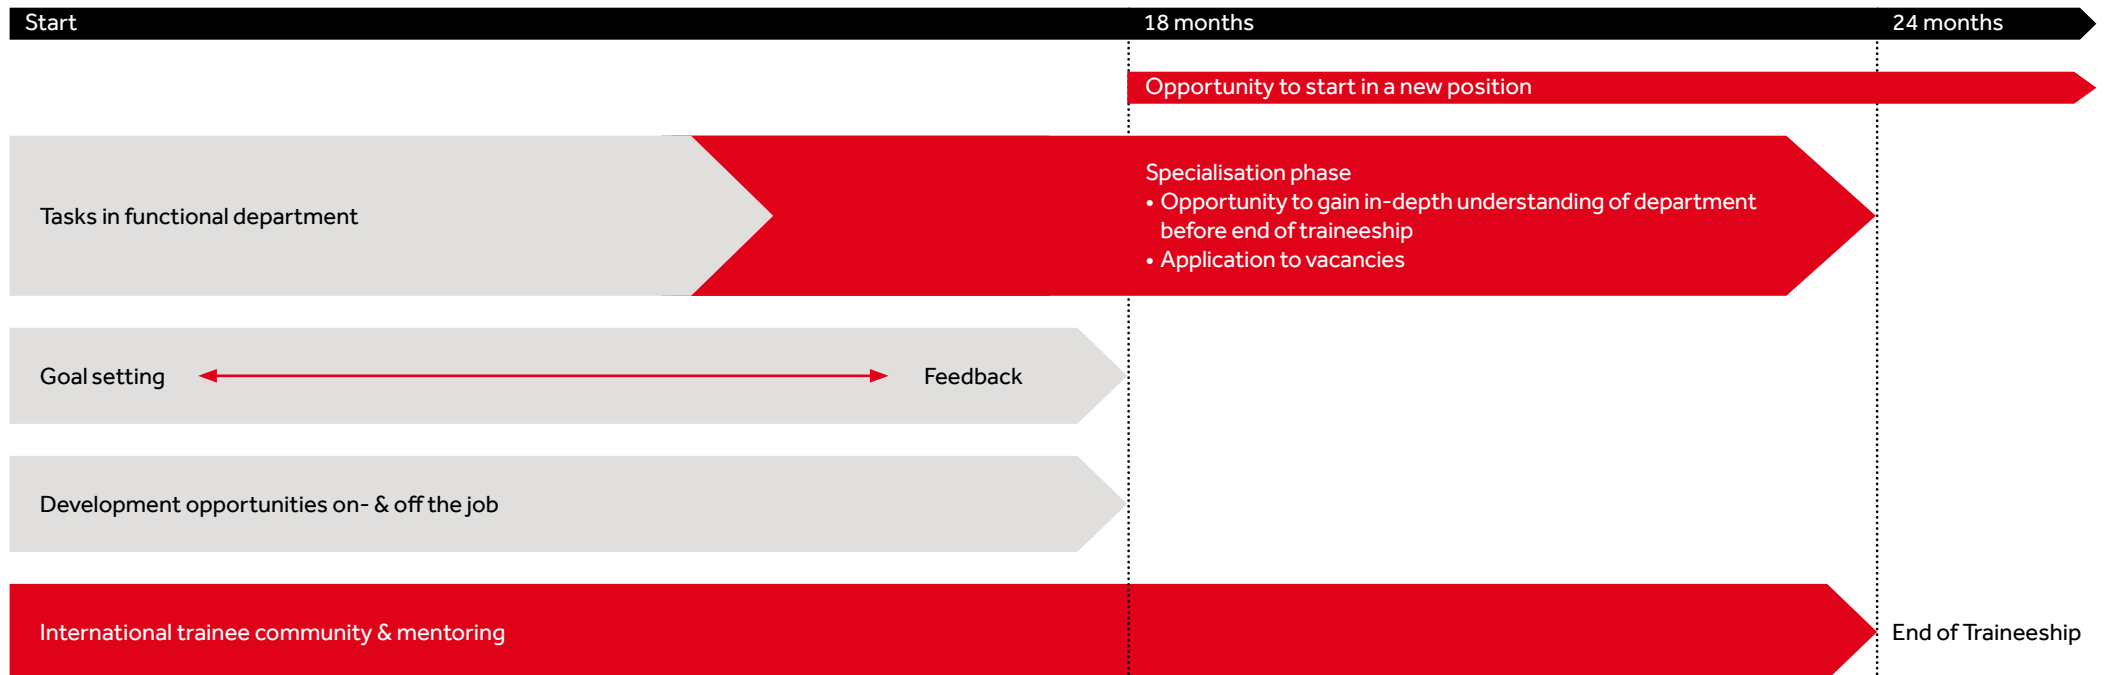 Start
18 months
24 months
Opportunity to start in a new position
Tasks in functional department
Specialisation phase
• Opportunity to gain in-depth understanding of department
before end of traineeship
• Application to vacancies
Goal setting
Feedback
Development opportunities on- & off the job
International trainee community & mentoring
End of Traineeship